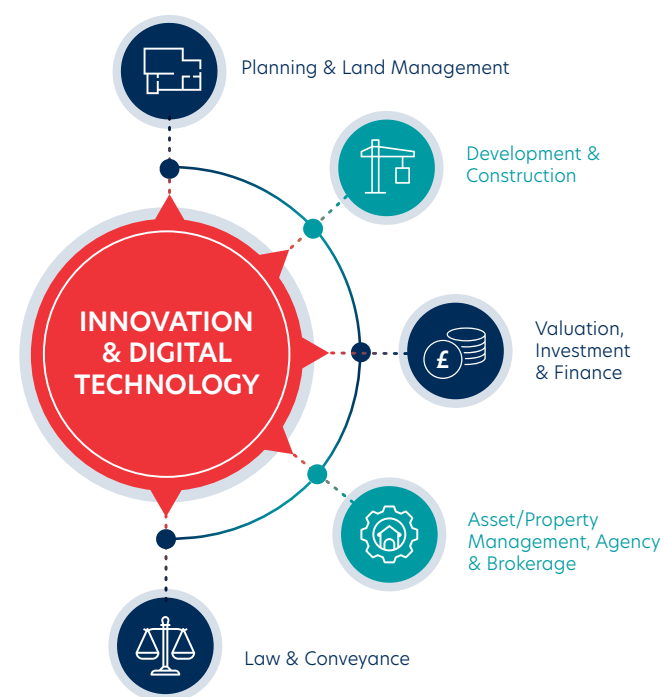 Planning & Land Management
Development &
Construction
INNOVATION
& DIGITAL
TECHNOLOGY
£
Valuation,
Investment
& Finance
Asset/Property
Management, Agency
& Brokerage
Law & Conveyance